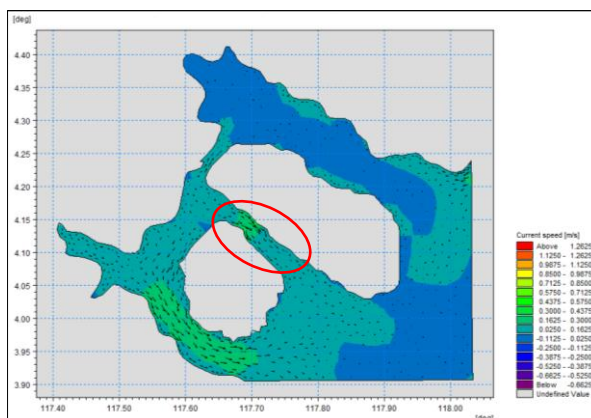 [deg]
4.40
4.35
4.30
4.25
4.20
4.15
4.10
4.05
4.00
3.95
3.90
117.40 117.50 117.60 117.70 117.80 117.90 118.00
[deg]
Current speed [m/s]
Above 1.2625
1.1250 - 1.2625
0.9875 - 1.1250
0.8500 - 0.9875
0.7125 - 0.8500
0.5750 - 0.7125
0.4375 - 0.5750
0.3000 - 0.4375
0.1625 - 0.3000
0.0250 - 0.1625
-0.1125 - 0.0250
-0.2500 - -0.1125
-0.3875 - -0.2500
-0.5250 - -0.3875
-0.6625 - -0.5250
Below -0.6625
Undefined Value